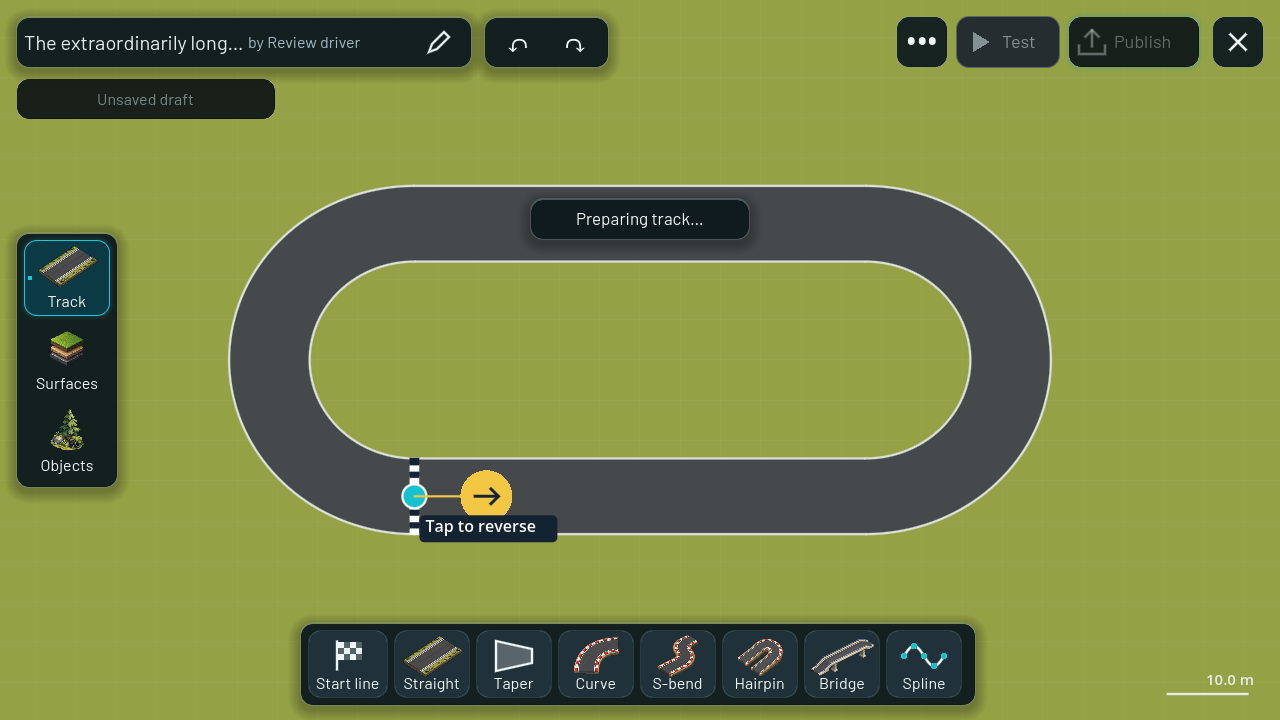 The extraordinarily long... by Review driver
Test
Publish
Unsaved draft
Preparing track...
Track
Surfaces
Objects
Tap to reverse
Start line
Straight
Taper
Curve
S-bend
Hairpin
Bridge
Spline
10.0 m